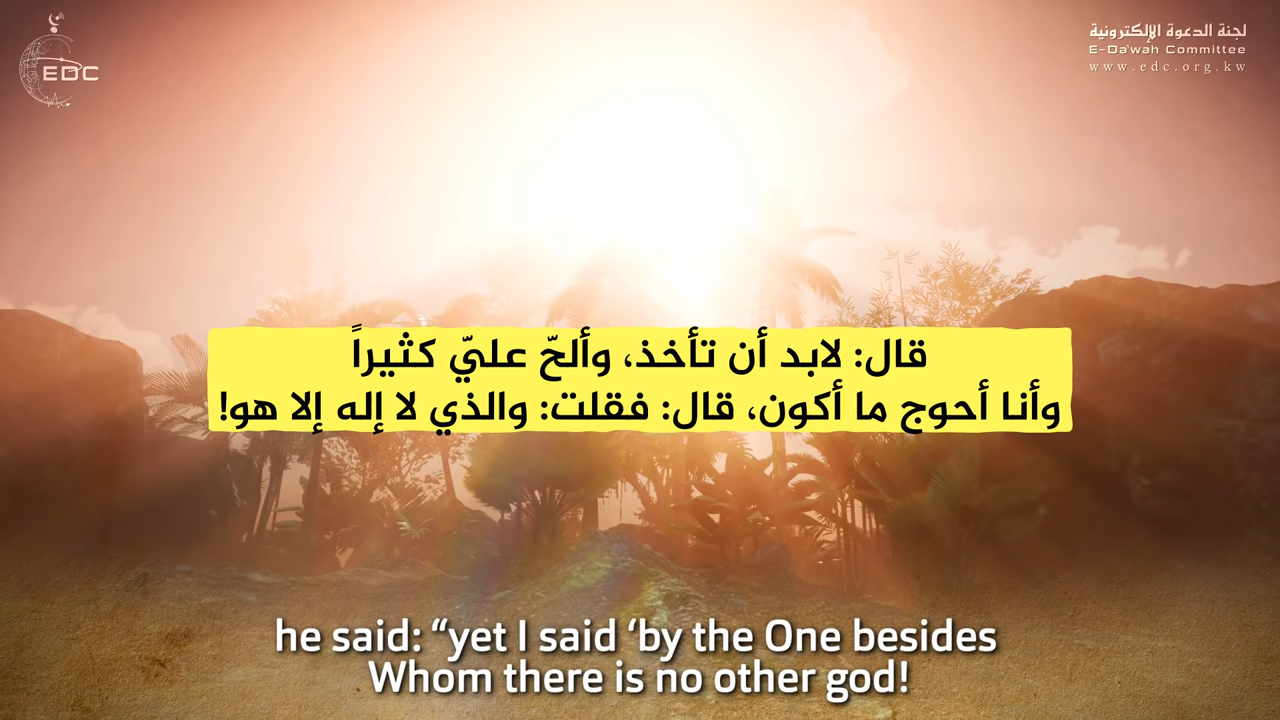 EDC
لجنة الدعوة الإلكترونية
E-Da'wah Committee
www.edc.org.kw
قال: لابد أن تأخذ، وألحّ عليّ كثيراً
وأنا أحوج ما أكون، قال: فقلت: والذي لا إله إلا هو!
he said: “yet I said ‘by the One besides
Whom there is no other god!